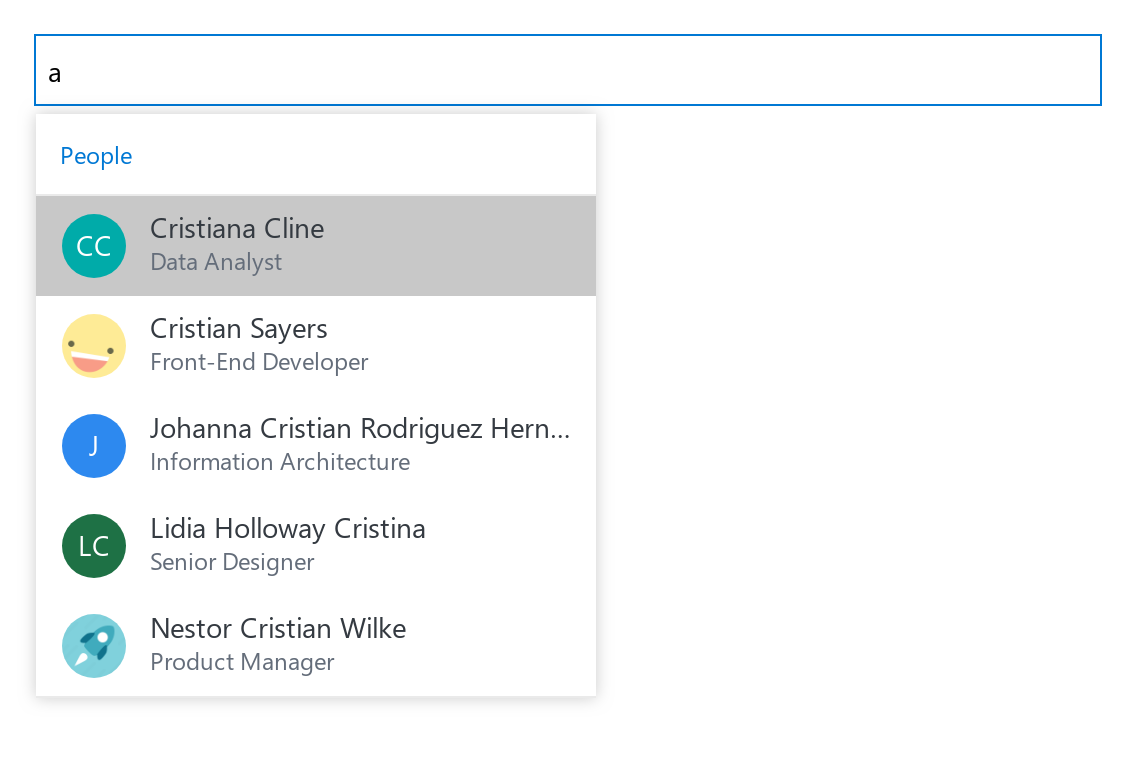 a
People
CC
Cristiana Cline
Data Analyst
Cristian Sayers
Front-End Developer
J
Johanna Cristian Rodriguez Hern...
Information Architecture
LC
Lidia Holloway Cristina
Senior Designer
Nestor Cristian Wilke
Product Manager